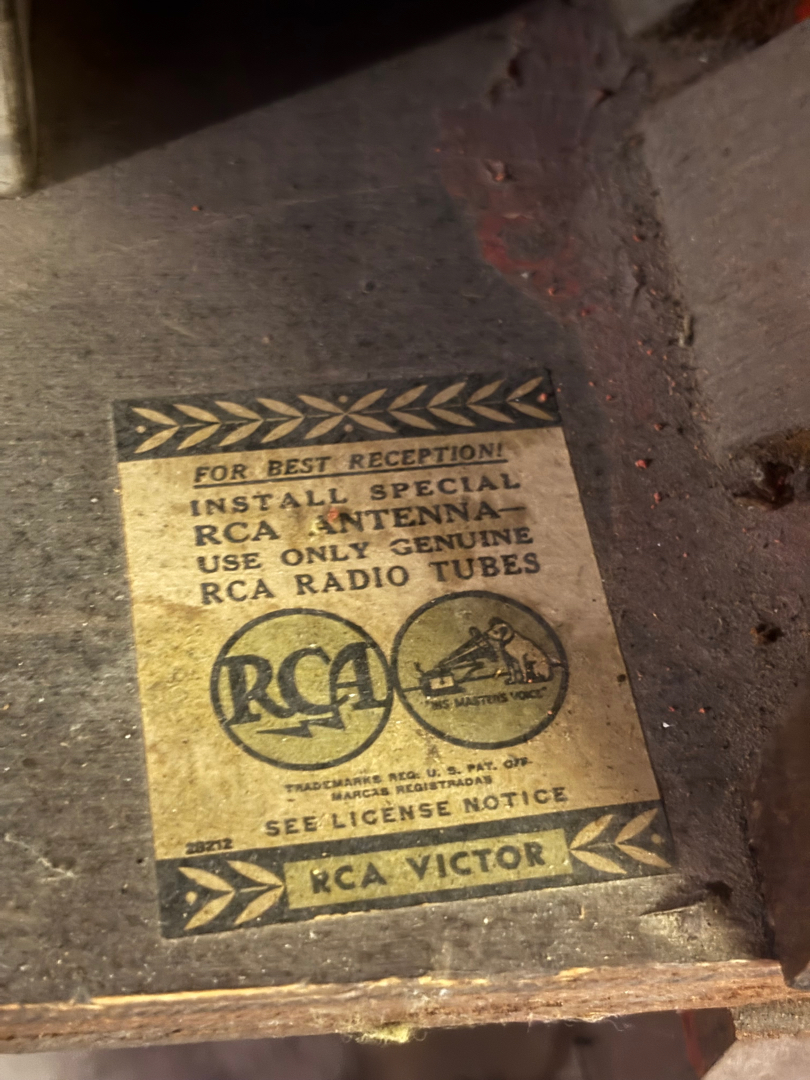 FOR BEST RECEPTION!
INSTALL SPECIAL
RCA ANTENNA—
USE ONLY GENUINE
RCA RADIO TUBES
RCA
"HIS MASTER'S VOICE"
TRADEMARKS REG. U. S. PAT. OFF.
MARCAS REGISTRADAS
SEE LICENSE NOTICE
28212
RCA VICTOR